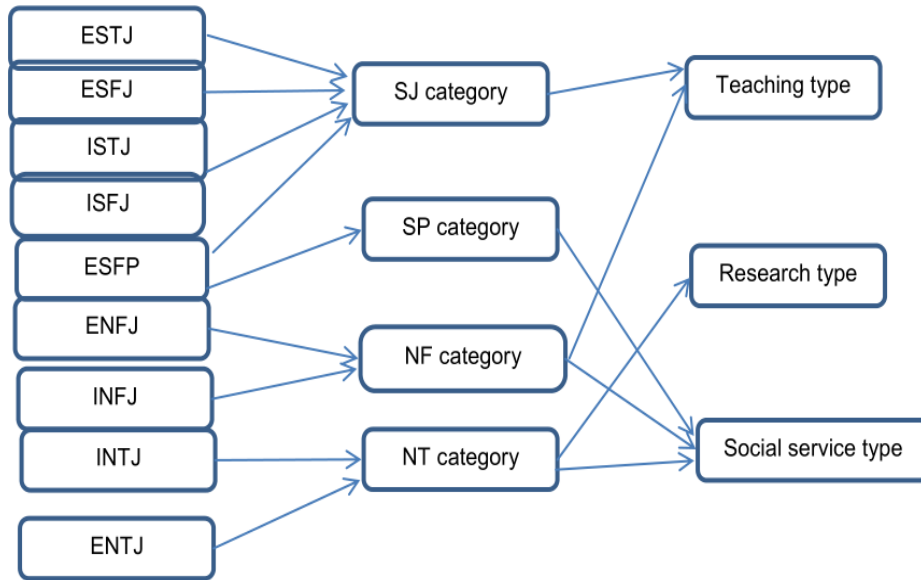 ESTJ
ESFJ
ISTJ
ISFJ
ESFP
ENFJ
INFJ
INTJ
ENTJ
SJ category
SP category
NF category
NT category
Teaching type
Research type
Social service type